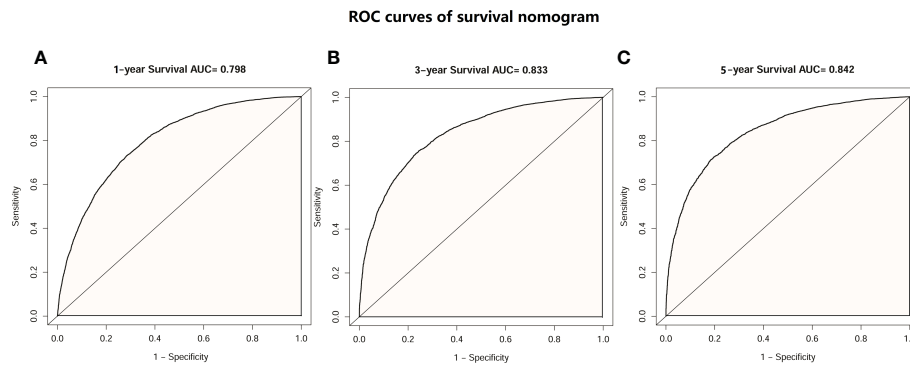 ROC curves of survival nomogram
A
1-year Survival AUC= 0.798
Sensitivity
0.0
0.2
0.4
0.6
0.8
1.0
0.0 0.2 0.4 0.6 0.8 1.0
1 - Specificity
B
3-year Survival AUC= 0.833
Sensitivity
0.0
0.2
0.4
0.6
0.8
1.0
0.0 0.2 0.4 0.6 0.8 1.0
1 - Specificity
C
5-year Survival AUC= 0.842
Sensitivity
0.0
0.2
0.4
0.6
0.8
1.0
0.0 0.2 0.4 0.6 0.8 1.0
1 - Specificity